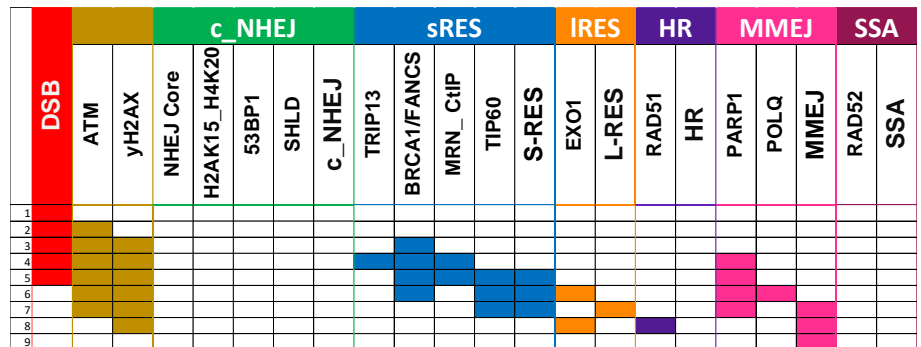 c_NHEJ sRES lRES HR MMEJ SSA
DSB
ATM
yH2AX
NHEJ Core
H2AK15_H4K20
53BP1
SHLD
c_NHEJ
TRIP13
BRCA1/FANCS
MRN_ CtIP
TIP60
S-RES
EXO1
L-RES
RAD51
HR
PARP1
POLQ
MMEJ
RAD52
SSA
1
2
3
4
5
6
7
8
9